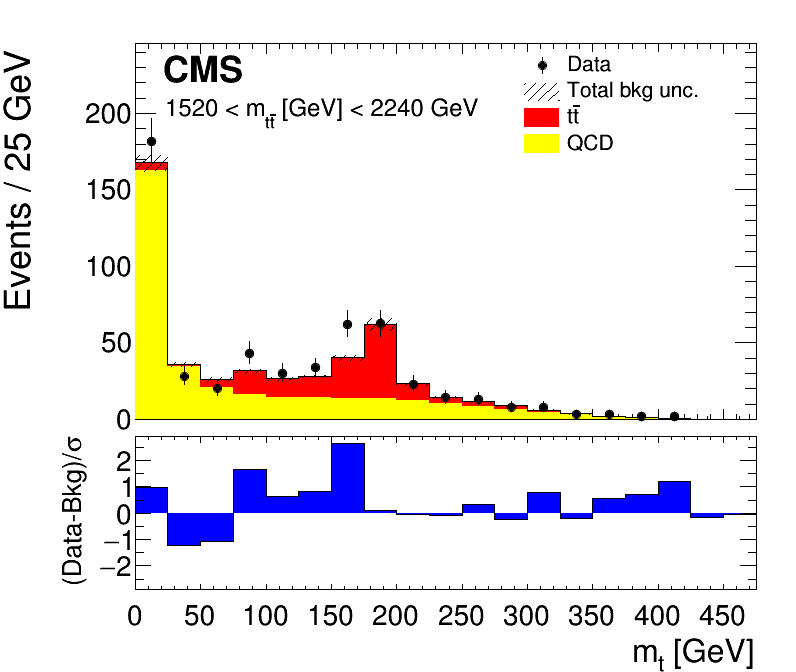 CMS
1520 < m_tt̄ [GeV] < 2240 GeV
Data
Total bkg unc.
tt̄
QCD
Events / 25 GeV
200
150
100
50
0
(Data-Bkg)/σ
2
1
0
−1
−2
0 50 100 150 200 250 300 350 400 450
m_t [GeV]